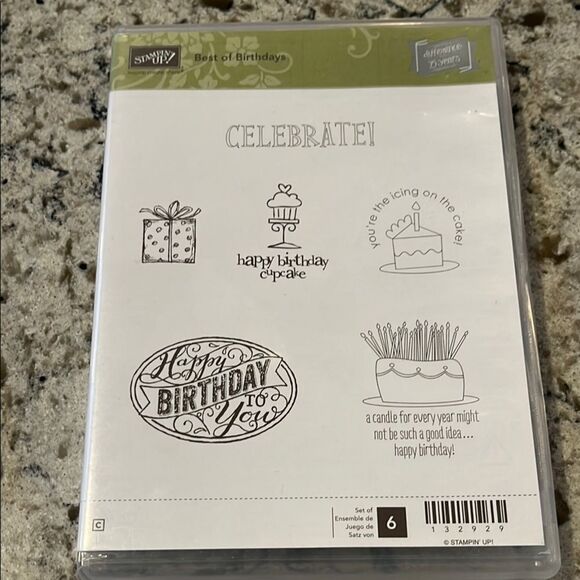 STAMPIN' UP!
Best of Birthdays
CELEBRATE!
you're the icing on the cake!
happy birthday
cupcake
Happy
BIRTHDAY
TO
You
a candle for every year might
not be such a good idea...
happy birthday!
C
Set of
Ensemble de
Juego de
Satz von
6
132929
© STAMPIN' UP!